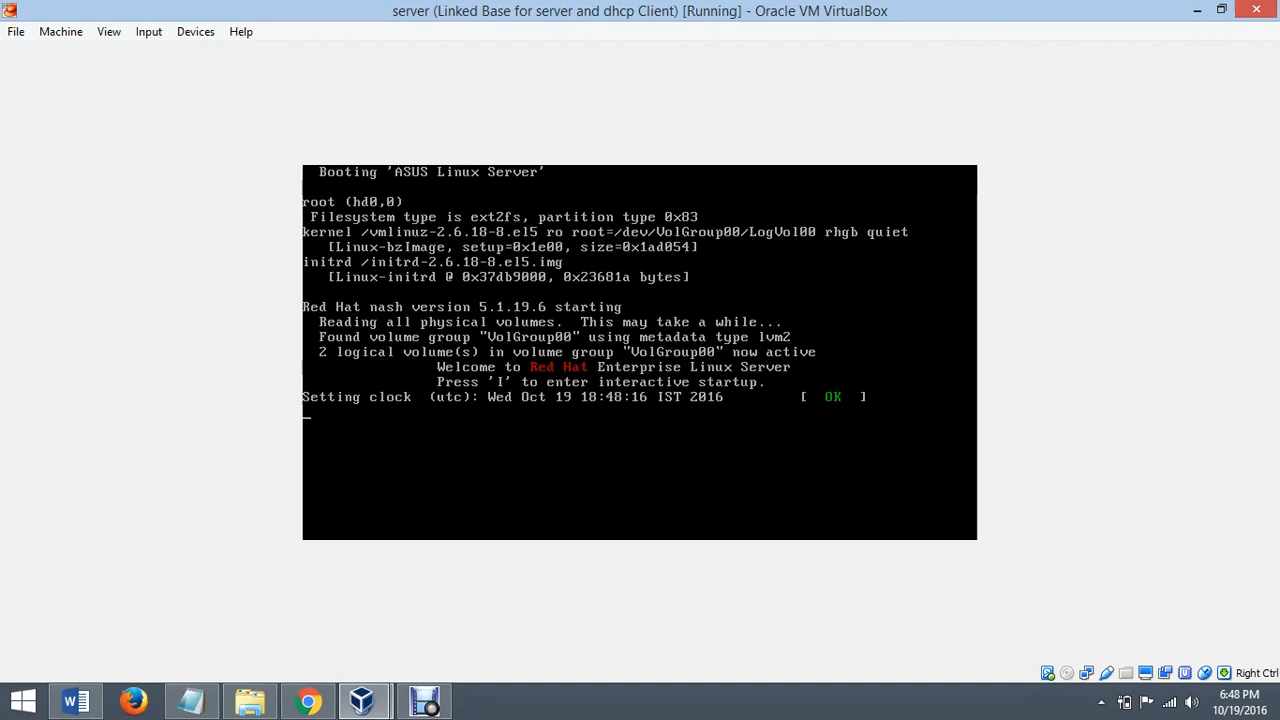 server (Linked Base for server and dhcp Client) [Running] - Oracle VM VirtualBox
File Machine View Input Devices Help
Booting 'ASUS Linux Server'
root (hd0,0)
Filesystem type is ext2fs, partition type 0x83
kernel /vmlinuz-2.6.18-8.el5 ro root=/dev/VolGroup00/LogVol00 rhgb quiet
[Linux-bzImage, setup=0x1e00, size=0x1ad054]
initrd /initrd-2.6.18-8.el5.img
[Linux-initrd @ 0x37db9000, 0x23681a bytes]
Red Hat nash version 5.1.19.6 starting
Reading all physical volumes.  This may take a while...
Found volume group "VolGroup00" using metadata type lvm2
2 logical volume(s) in volume group "VolGroup00" now active
Welcome to Red Hat Enterprise Linux Server
Press 'I' to enter interactive startup.
Setting clock  (utc): Wed Oct 19 18:48:16 IST 2016 [  OK  ]
Right Ctrl
6:48 PM
10/19/2016